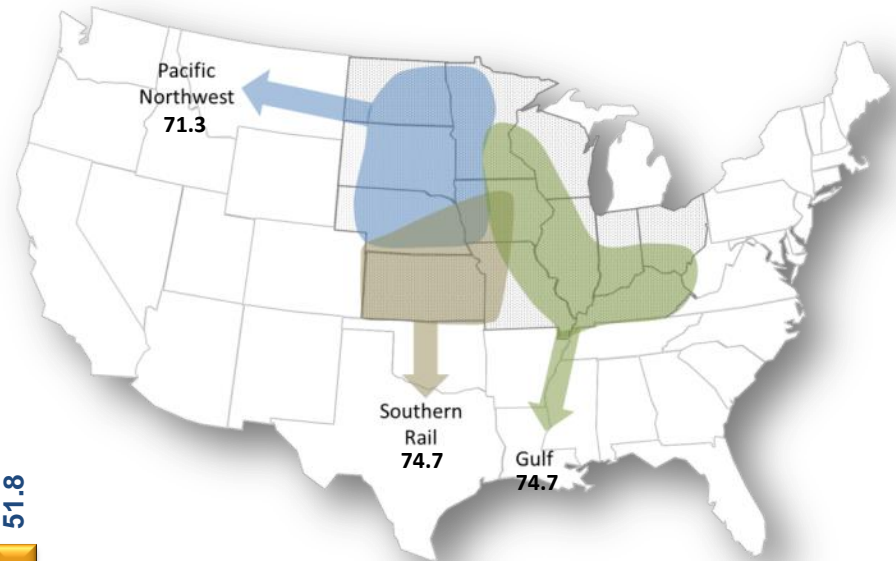 Pacific
Northwest
71.3
Southern
Rail
74.7
Gulf
74.7
51.8